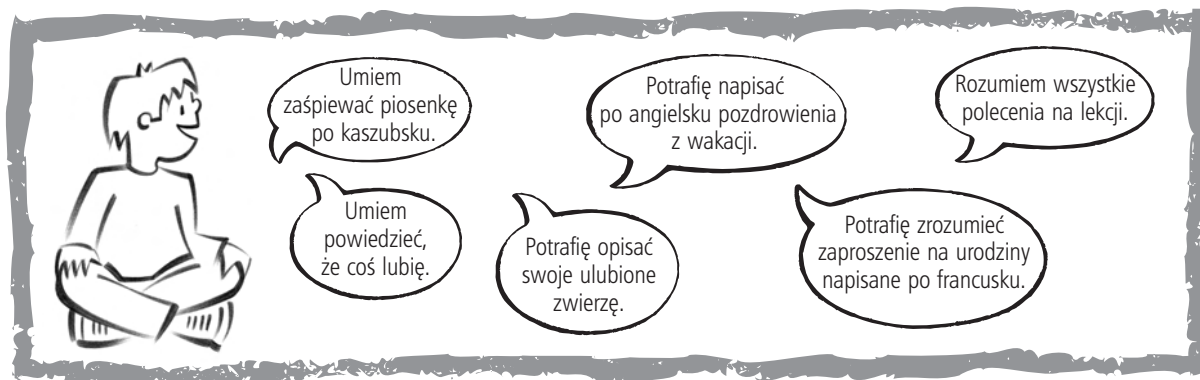 Umiem
zaśpiewać piosenkę
po kaszubsku.
Potrafię napisać
po angielsku pozdrowienia
z wakacji.
Rozumiem wszystkie
polecenia na lekcji.
Umiem
powiedzieć,
że coś lubię.
Potrafię opisać
swoje ulubione
zwierzę.
Potrafię zrozumieć
zaproszenie na urodziny
napisane po francusku.